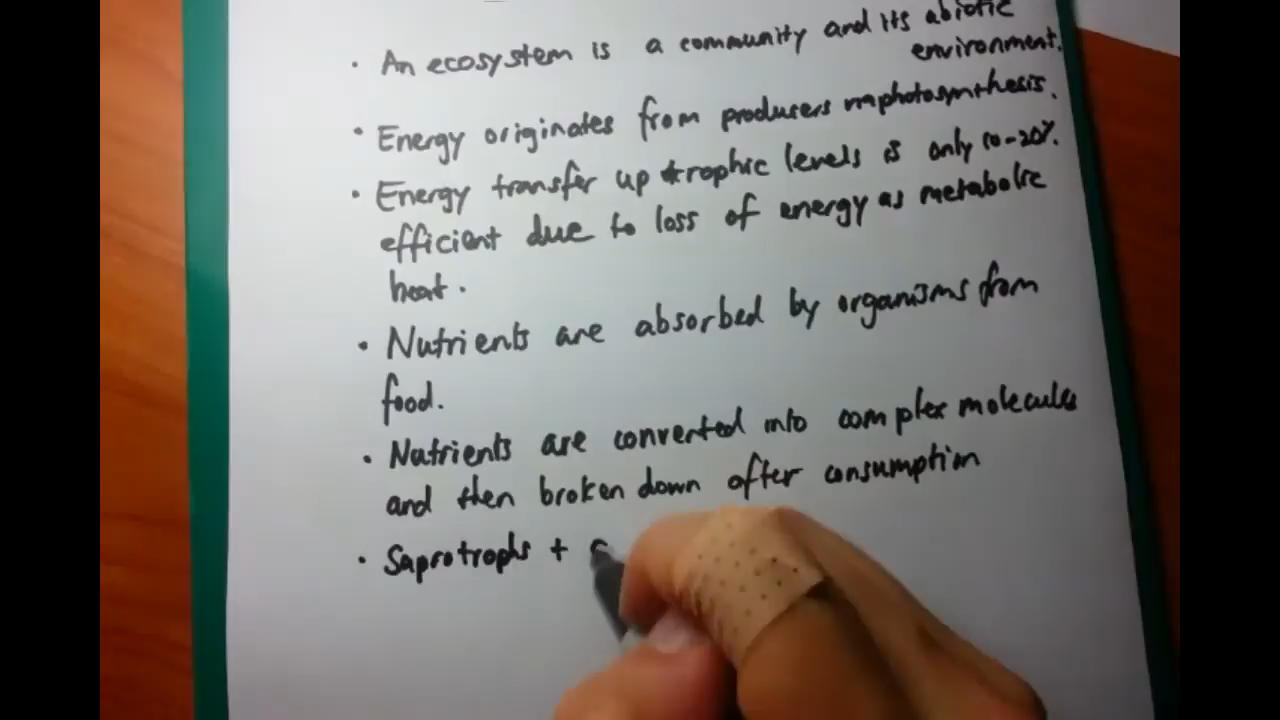 • An ecosystem is a community and its abiotic
environment.
• Energy originates from producers via photosynthesis.
• Energy transfer up trophic levels is only 10-20%
efficient due to loss of energy as metabolic
heat.
• Nutrients are absorbed by organisms from
food.
• Nutrients are converted into complex molecules
and then broken down after consumption
• Saprotrophs +